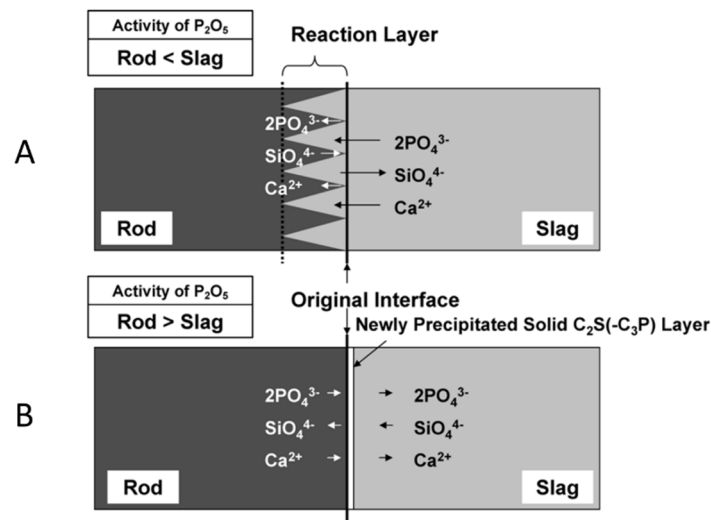 Activity of P₂O₅
Rod < Slag
Reaction Layer
A
2PO₄³⁻
2PO₄³⁻
SiO₄⁴⁻
SiO₄⁴⁻
Ca²⁺
Ca²⁺
Rod
Slag
Activity of P₂O₅
Rod > Slag
Original Interface
Newly Precipitated Solid C₂S(-C₃P) Layer
B
2PO₄³⁻
2PO₄³⁻
SiO₄⁴⁻
SiO₄⁴⁻
Ca²⁺
Ca²⁺
Rod
Slag